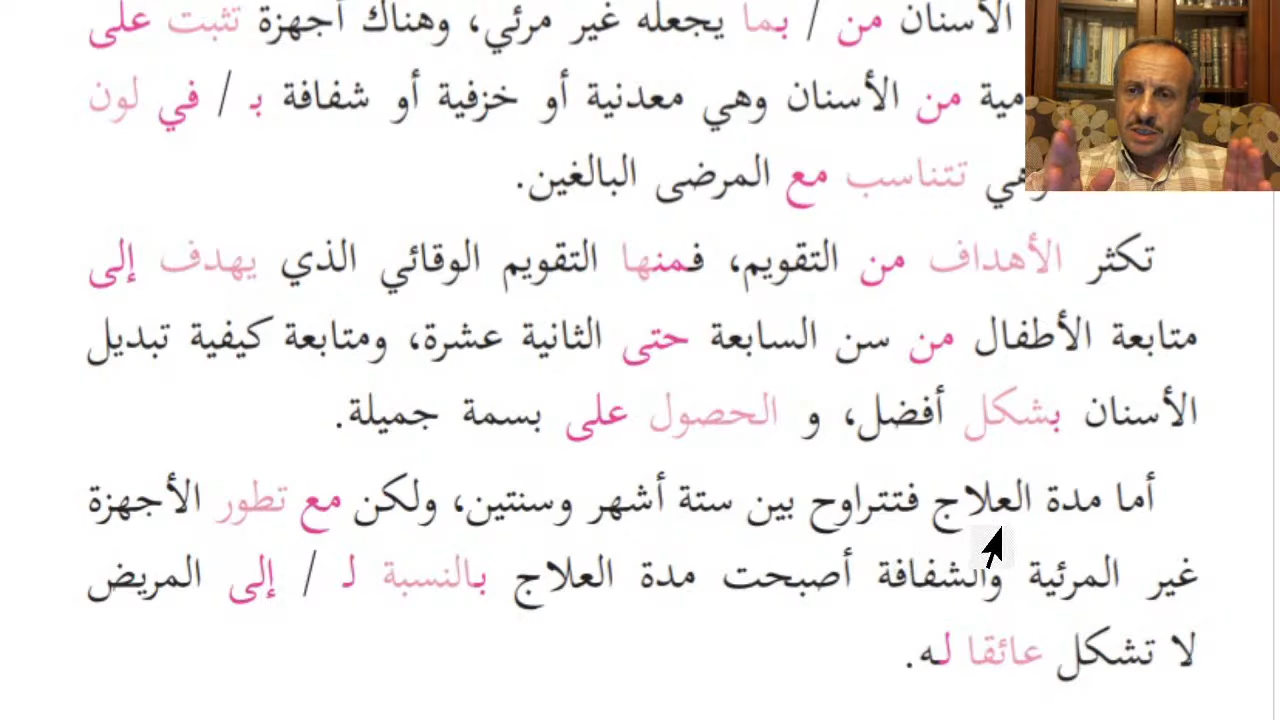 الأسنان من / بما يجعله غير مرئي، وهناك أجهزة تثبت على
مية من الأسنان وهي معدنية أو خزفية أو شفافة بـ / في لون
وهي تتناسب مع المرضى البالغين.
تكثر الأهداف من التقويم، فمنها التقويم الوقائي الذي يهدف إلى
متابعة الأطفال من سن السابعة حتى الثانية عشرة، ومتابعة كيفية تبديل
الأسنان بشكل أفضل، و الحصول على بسمة جميلة.
أما مدة العلاج فتتراوح بين ستة أشهر وسنتين، ولكن مع تطور الأجهزة
غير المرئية والشفافة أصبحت مدة العلاج بالنسبة لـ / إلى المريض
لا تشكل عائقا له.